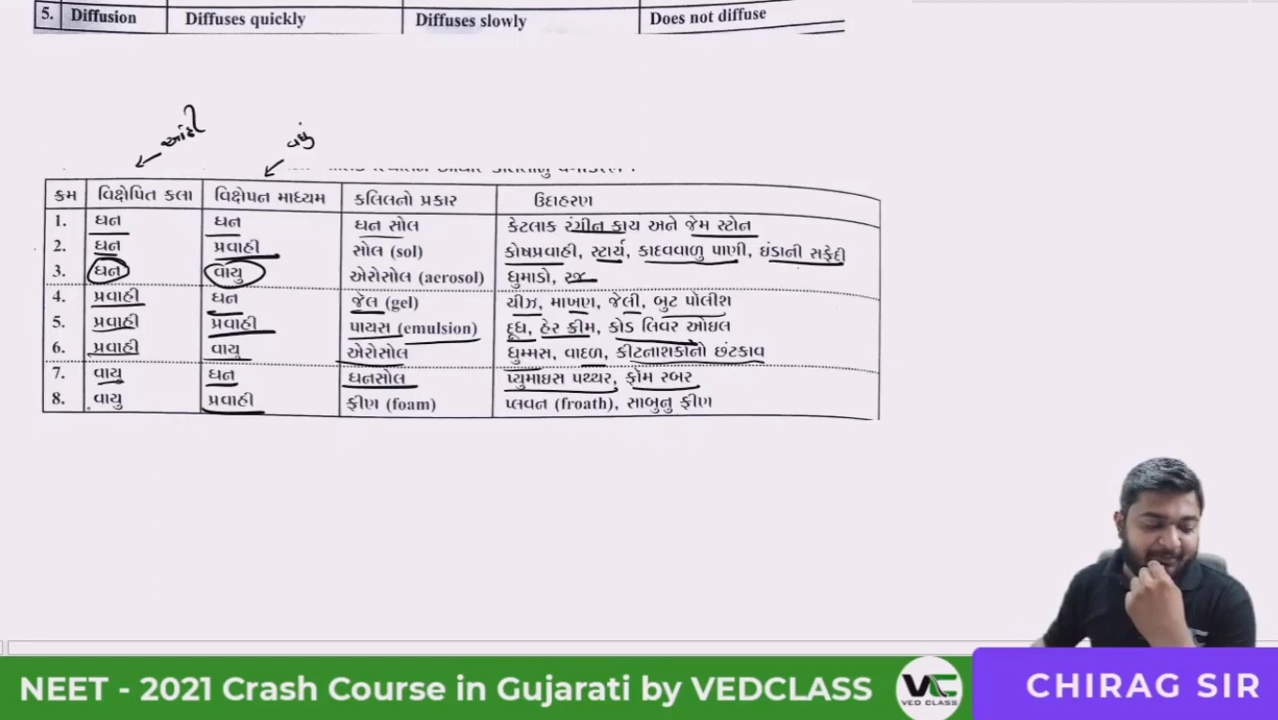 5. Diffusion Diffuses quickly Diffuses slowly Does not diffuse
વધુ
ક્રમ વિક્ષેપિત કલા વિક્ષેપન માધ્યમ કલિલનો પ્રકાર ઉદાહરણ
1. ઘન ઘન ઘન સોલ કેટલાક રંગીન કાચ અને જેમ સ્ટોન
2. ઘન પ્રવાહી સોલ (sol) કોષપ્રવાહી, સ્ટાર્ચ, કાદવવાળુ પાણી, ઇંડાની સફેદી
3. ઘન વાયુ એરોસોલ (aerosol) ધુમાડો, રજ
4. પ્રવાહી ઘન જેલ (gel) ચીઝ, માખણ, જેલી, બુટ પોલીશ
5. પ્રવાહી પ્રવાહી પાયસ (emulsion) દૂધ, હેર ક્રીમ, કોડ લિવર ઓઇલ
6. પ્રવાહી વાયુ એરોસોલ ધુમ્મસ, વાદળ, કીટનાશકોનો છંટકાવ
7. વાયુ ઘન ઘનસોલ પ્યુમાઇસ પથ્થર, ફોમ રબર
8. વાયુ પ્રવાહી ફીણ (foam) પ્લવન (froath), સાબુનુ ફીણ
NEET - 2021 Crash Course in Gujarati by VEDCLASS
VED CLASS
CHIRAG SIR